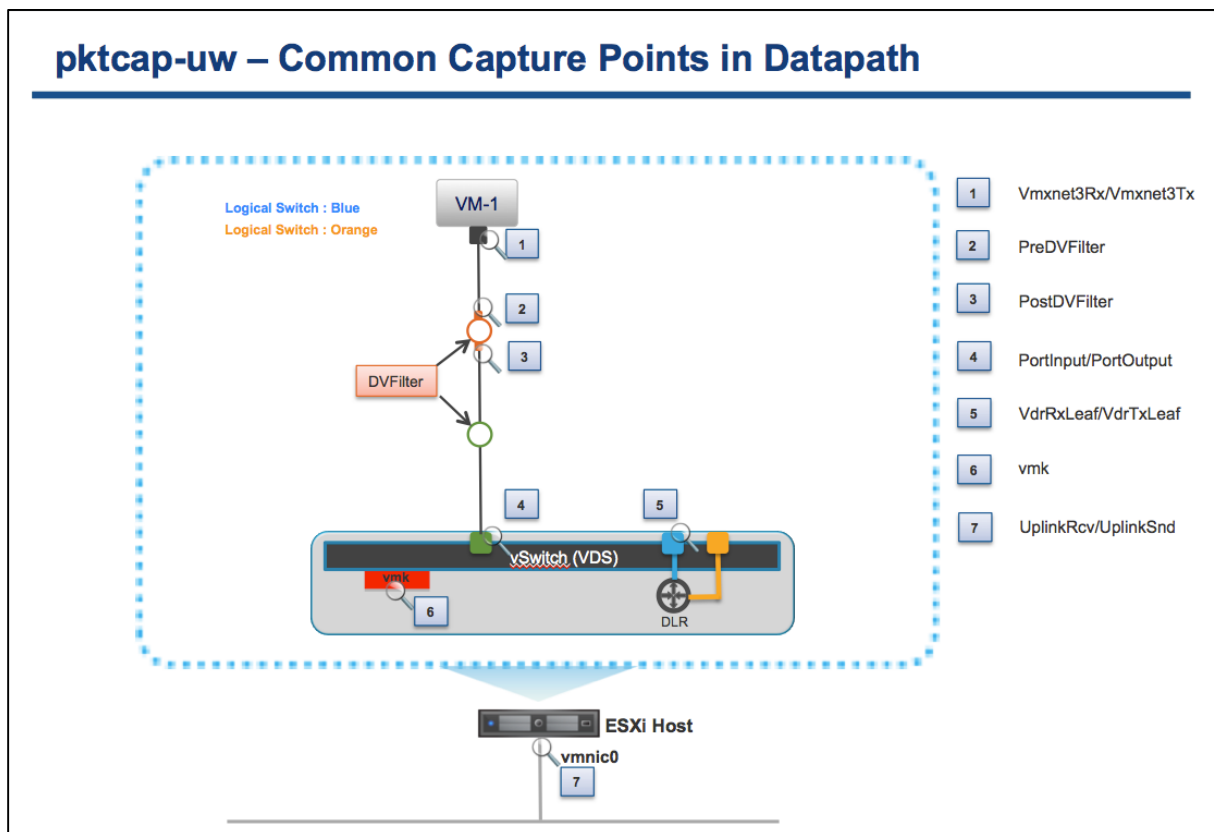 pktcap-uw – Common Capture Points in Datapath
Logical Switch : Blue
Logical Switch : Orange
VM-1
1
2
3
DVFilter
4
5
vSwitch (VDS)
vmk
6
DLR
ESXi Host
vmnic0
7
1 Vmxnet3Rx/Vmxnet3Tx
2 PreDVFilter
3 PostDVFilter
4 PortInput/PortOutput
5 VdrRxLeaf/VdrTxLeaf
6 vmk
7 UplinkRcv/UplinkSnd